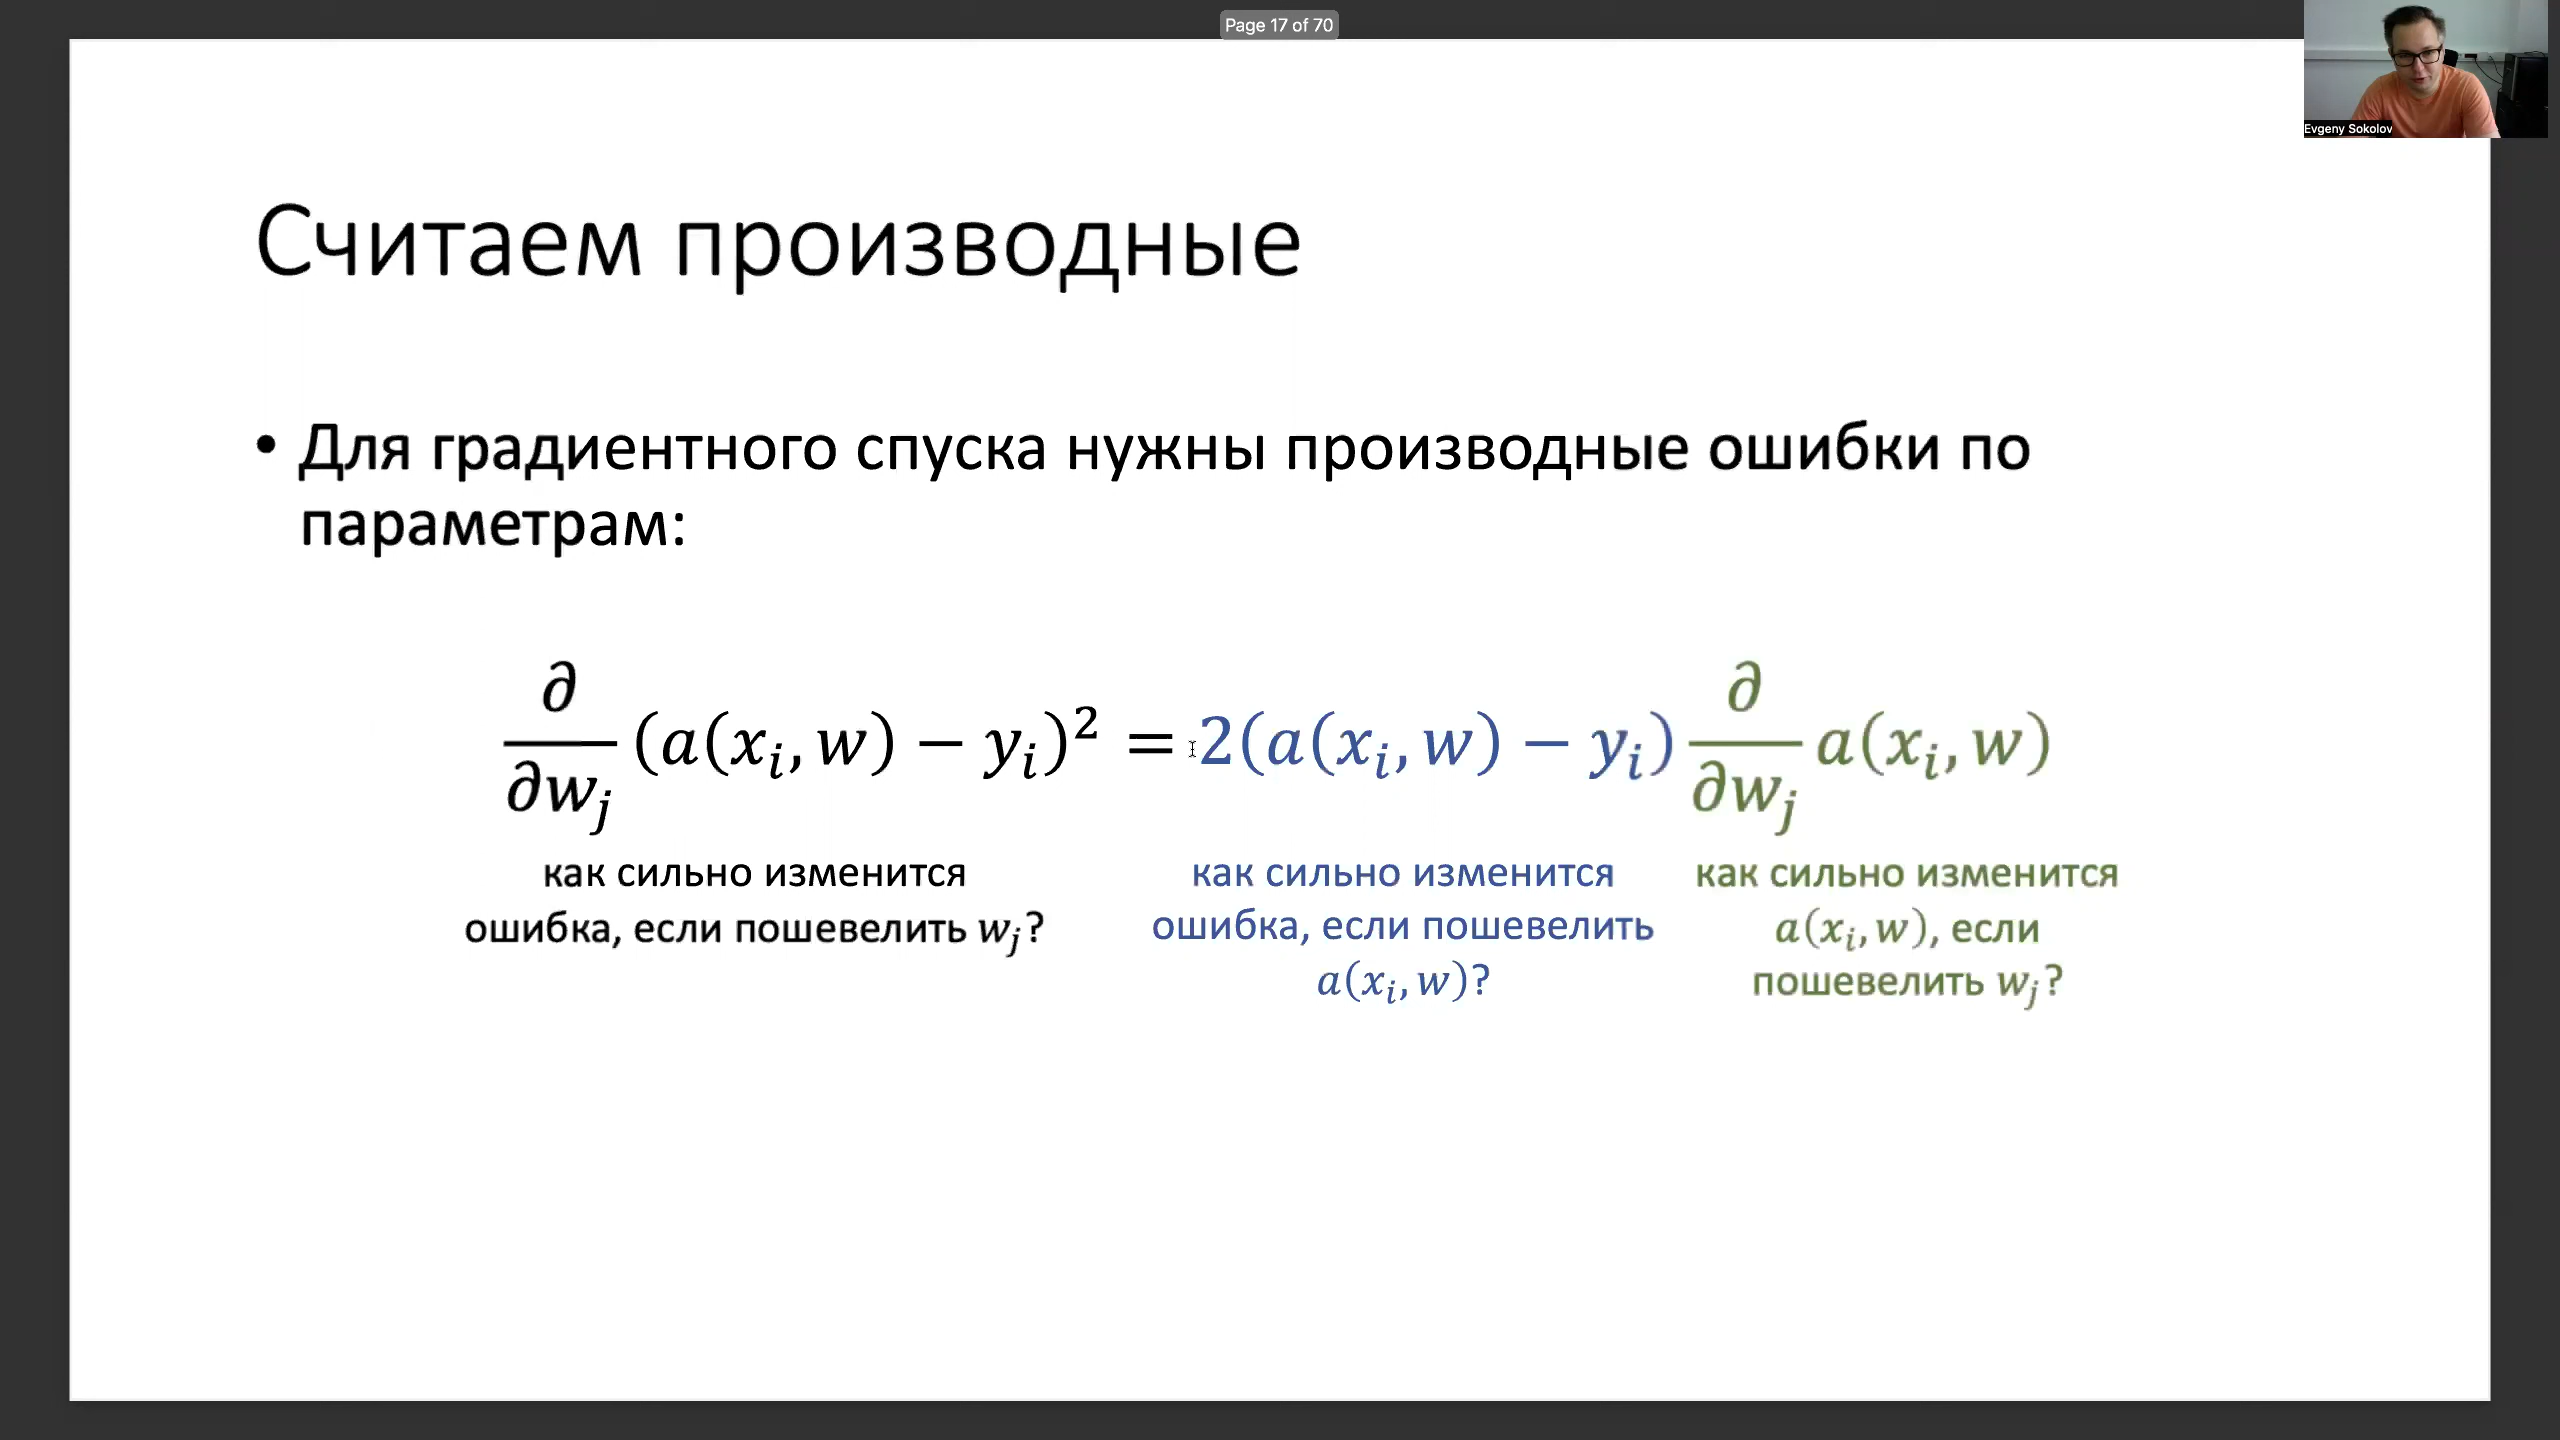 Page 17 of 70
Evgeny Sokolov
Считаем производные
• Для градиентного спуска нужны производные ошибки по
параметрам:
∂/∂w_j (a(x_i, w) − y_i)² = 2(a(x_i, w) − y_i) ∂/∂w_j a(x_i, w)
как сильно изменится
ошибка, если пошевелить w_j?
как сильно изменится
ошибка, если пошевелить
a(x_i, w)?
как сильно изменится
a(x_i, w), если
пошевелить w_j?